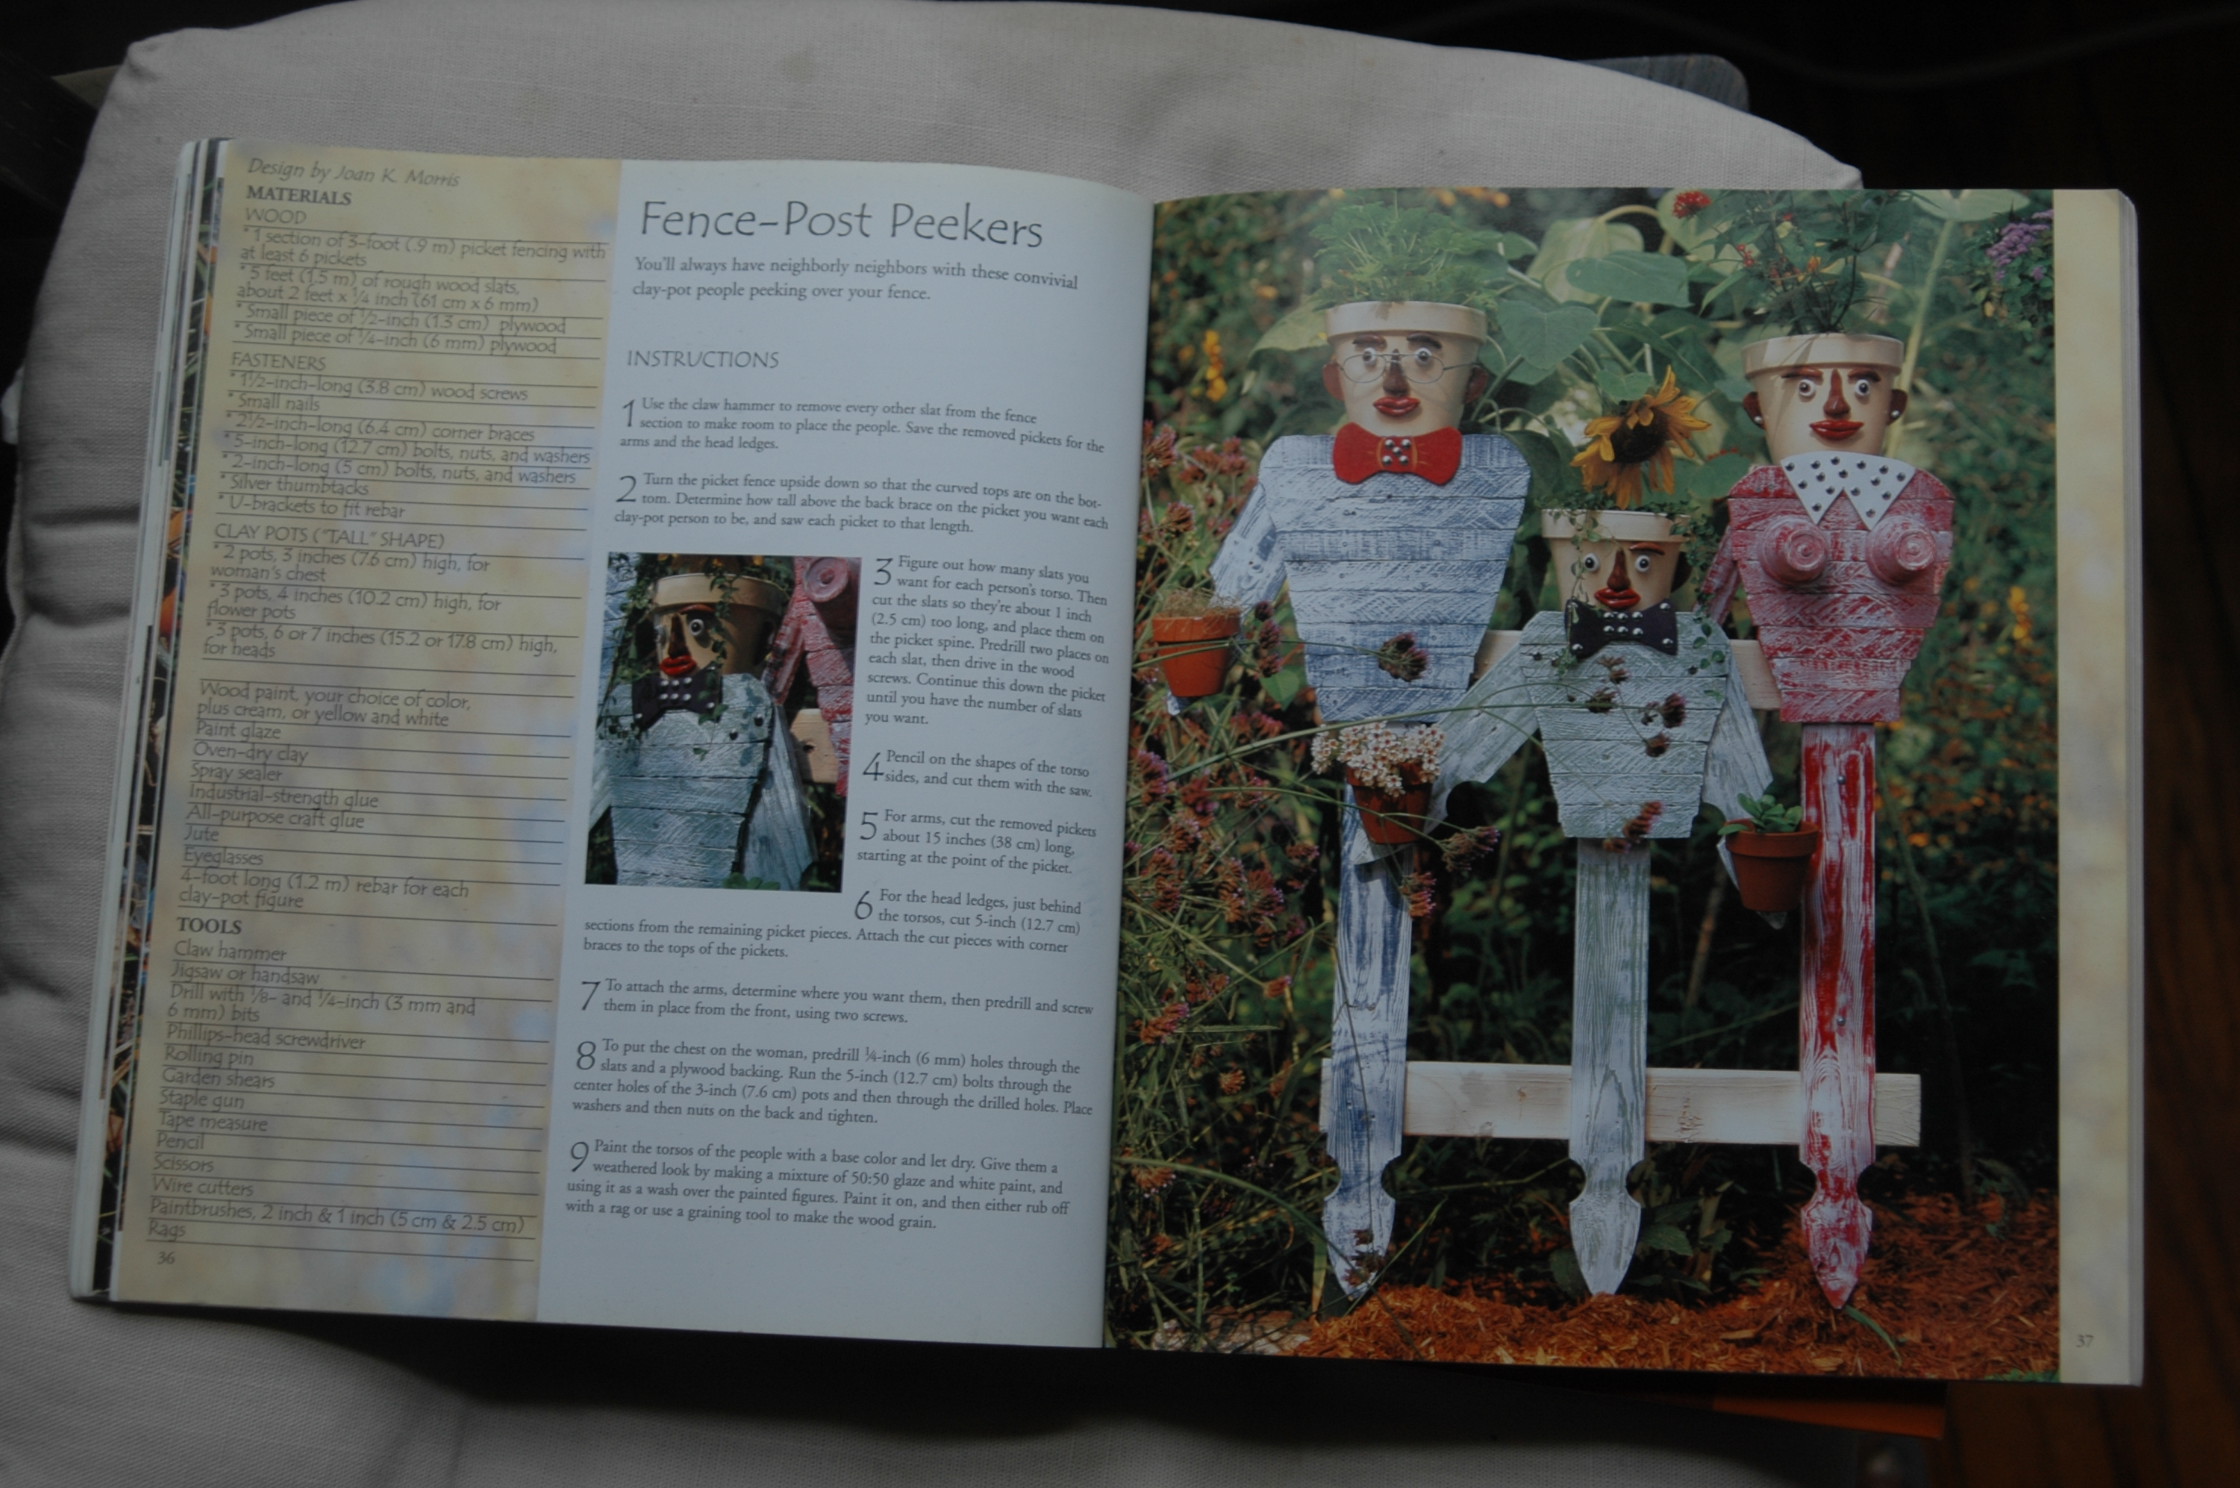 Design by Joan K. Morris
MATERIALS
WOOD
* 1 section of 3-foot (.9 m) picket fencing with
at least 6 pickets
* 5 feet (1.5 m) of rough wood slats,
about 2 feet x 1/4 inch (61 cm x 6 mm)
* Small piece of 1/2-inch (1.3 cm) plywood
* Small piece of 1/4-inch (6 mm) plywood
FASTENERS
* 1 1/2-inch-long (3.8 cm) wood screws
* Small nails
* 2 1/2-inch-long (6.4 cm) corner braces
* 5-inch-long (12.7 cm) bolts, nuts, and washers
* 2-inch-long (5 cm) bolts, nuts, and washers
* Silver thumbtacks
* U-brackets to fit rebar
CLAY POTS ("TALL" SHAPE)
* 2 pots, 3 inches (7.6 cm) high, for
woman's chest
* 3 pots, 4 inches (10.2 cm) high, for
flower pots
* 3 pots, 6 or 7 inches (15.2 or 17.8 cm) high,
for heads
Wood paint, your choice of color,
plus cream, or yellow and white
Paint glaze
Oven-dry clay
Spray sealer
Industrial-strength glue
All-purpose craft glue
Jute
Eyeglasses
4-foot long (1.2 m) rebar for each
clay-pot figure
TOOLS
Claw hammer
Jigsaw or handsaw
Drill with 1/8- and 1/4-inch (3 mm and
6 mm) bits
Phillips-head screwdriver
Rolling pin
Garden shears
Staple gun
Tape measure
Pencil
Scissors
Wire cutters
Paintbrushes, 2 inch & 1 inch (5 cm & 2.5 cm)
Rags
36
Fence-Post Peekers
You'll always have neighborly neighbors with these convivial
clay-pot people peeking over your fence.
INSTRUCTIONS
1 Use the claw hammer to remove every other slat from the fence
section to make room to place the people. Save the removed pickets for the
arms and the head ledges.
2 Turn the picket fence upside down so that the curved tops are on the bot-
tom. Determine how tall above the back brace on the picket you want each
clay-pot person to be, and saw each picket to that length.
3 Figure out how many slats you
want for each person's torso. Then
cut the slats so they're about 1 inch
(2.5 cm) too long, and place them on
the picket spine. Predrill two places on
each slat, then drive in the wood
screws. Continue this down the picket
until you have the number of slats
you want.
4 Pencil on the shapes of the torso
sides, and cut them with the saw.
5 For arms, cut the removed pickets
about 15 inches (38 cm) long,
starting at the point of the picket.
6 For the head ledges, just behind
the torsos, cut 5-inch (12.7 cm)
sections from the remaining picket pieces. Attach the cut pieces with corner
braces to the tops of the pickets.
7 To attach the arms, determine where you want them, then predrill and screw
them in place from the front, using two screws.
8 To put the chest on the woman, predrill 1/4-inch (6 mm) holes through the
slats and a plywood backing. Run the 5-inch (12.7 cm) bolts through the
center holes of the 3-inch (7.6 cm) pots and then through the drilled holes. Place
washers and then nuts on the back and tighten.
9 Paint the torsos of the people with a base color and let dry. Give them a
weathered look by making a mixture of 50:50 glaze and white paint, and
using it as a wash over the painted figures. Paint it on, and then either rub off
with a rag or use a graining tool to make the wood grain.
37